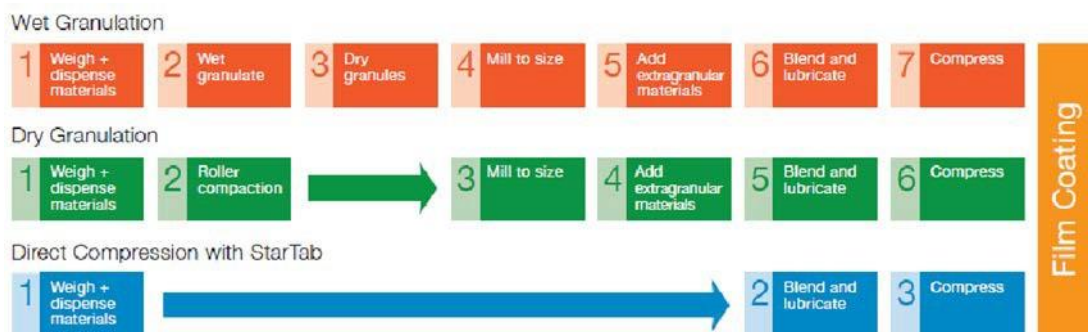 Wet Granulation
1 Weigh +
dispense
materials
2 Wet
granulate
3 Dry
granules
4 Mill to size
5 Add
extragranular
materials
6 Blend and
lubricate
7 Compress
Dry Granulation
1 Weigh +
dispense
materials
2 Roller
compaction
3 Mill to size
4 Add
extragranular
materials
5 Blend and
lubricate
6 Compress
Direct Compression with StarTab
1 Weigh +
dispense
materials
2 Blend and
lubricate
3 Compress
Film Coating